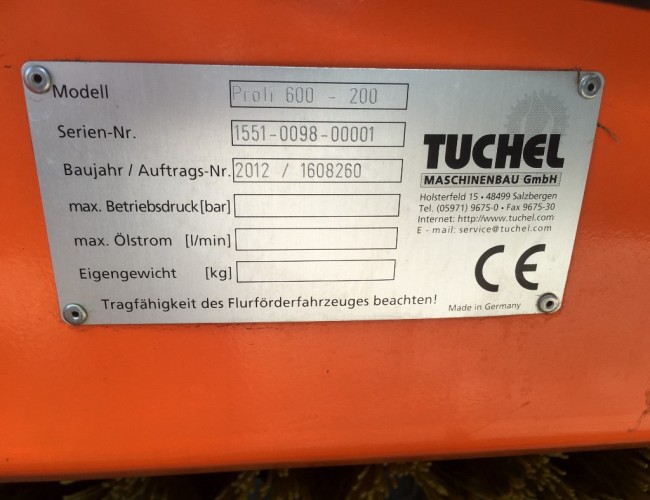 Modell Profi 600 - 200
Serien-Nr. 1551-0098-00001
Baujahr / Auftrags-Nr. 2012 / 1608260
max. Betriebsdruck [bar]
max. Ölstrom [l/min]
Eigengewicht [kg]
Tragfähigkeit des Flurförderfahrzeuges beachten!
TUCHEL
MASCHINENBAU GmbH
Holsterfeld 15 • 48499 Salzbergen
Tel. (05971) 9675-0 • Fax 9675-30
Internet: http://www.tuchel.com
E - mail: service@tuchel.com
CE
Made in Germany